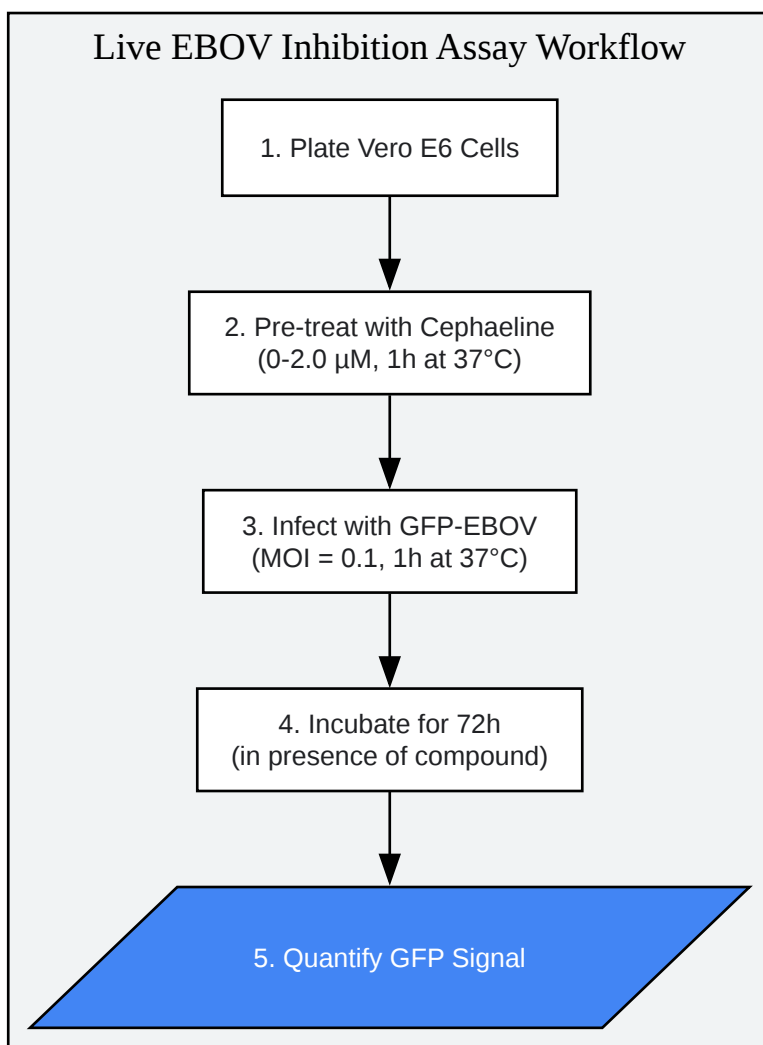 Live EBOV Inhibition Assay Workflow
1. Plate Vero E6 Cells
2. Pre-treat with Cephaeline
(0-2.0 µM, 1h at 37°C)
3. Infect with GFP-EBOV
(MOI = 0.1, 1h at 37°C)
4. Incubate for 72h
(in presence of compound)
5. Quantify GFP Signal